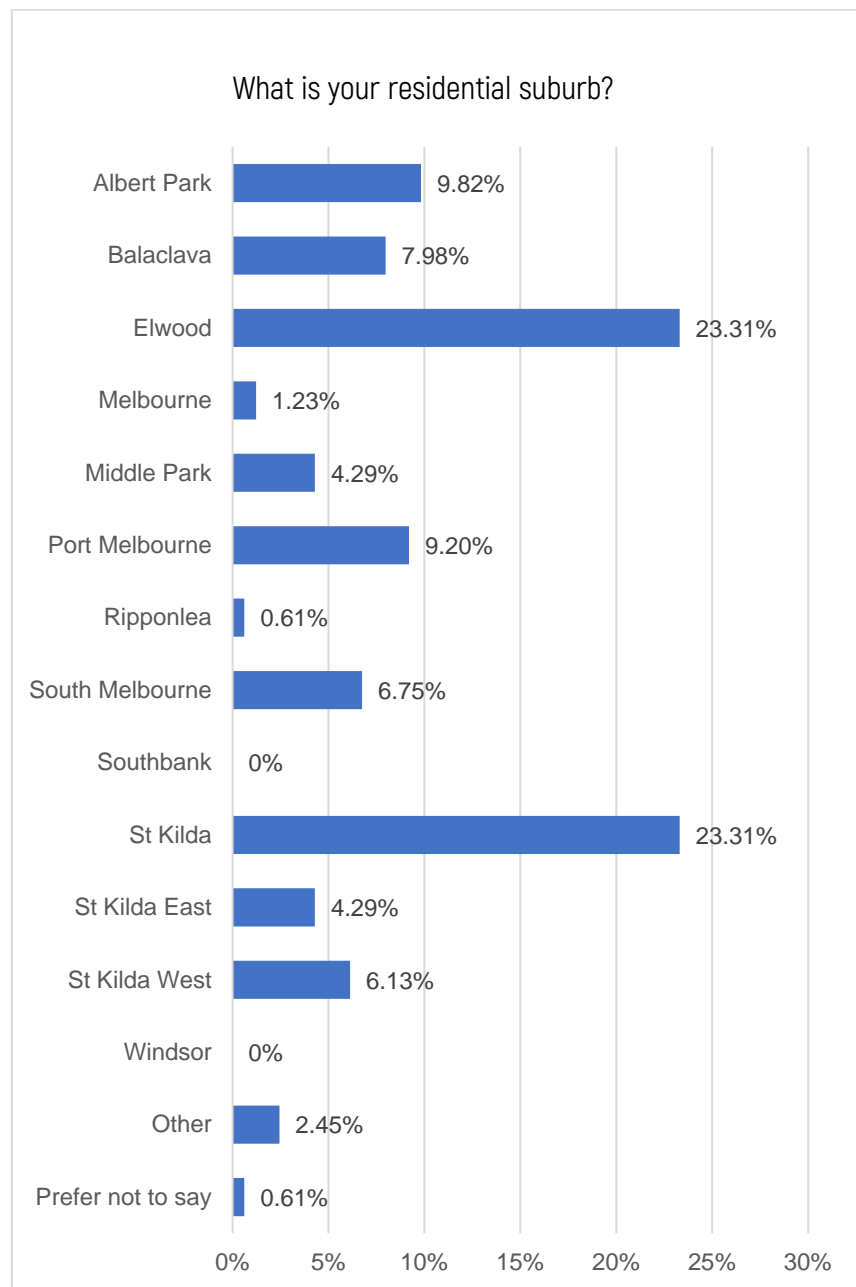 What is your residential suburb?
Albert Park 9.82%
Balaclava 7.98%
Elwood 23.31%
Melbourne 1.23%
Middle Park 4.29%
Port Melbourne 9.20%
Ripponlea 0.61%
South Melbourne 6.75%
Southbank 0%
St Kilda 23.31%
St Kilda East 4.29%
St Kilda West 6.13%
Windsor 0%
Other 2.45%
Prefer not to say 0.61%
0% 5% 10% 15% 20% 25% 30%